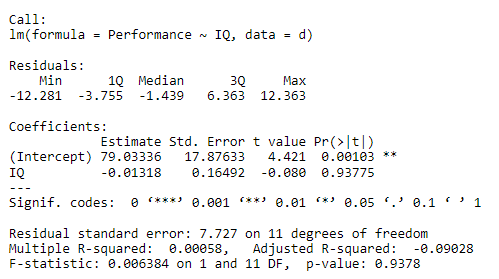 Call:
lm(formula = Performance ~ IQ, data = d)
Residuals:
    Min      1Q  Median      3Q     Max
-12.281  -3.755  -1.439   6.363  12.363
Coefficients:
            Estimate Std. Error t value Pr(>|t|)
(Intercept) 79.03336   17.87633   4.421  0.00103 **
IQ          -0.01318    0.16492  -0.080  0.93775
---
Signif. codes:  0 ‘***’ 0.001 ‘**’ 0.01 ‘*’ 0.05 ‘.’ 0.1 ‘ ’ 1
Residual standard error: 7.727 on 11 degrees of freedom
Multiple R-squared:  0.00058,   Adjusted R-squared:  -0.09028
F-statistic: 0.006384 on 1 and 11 DF,  p-value: 0.9378